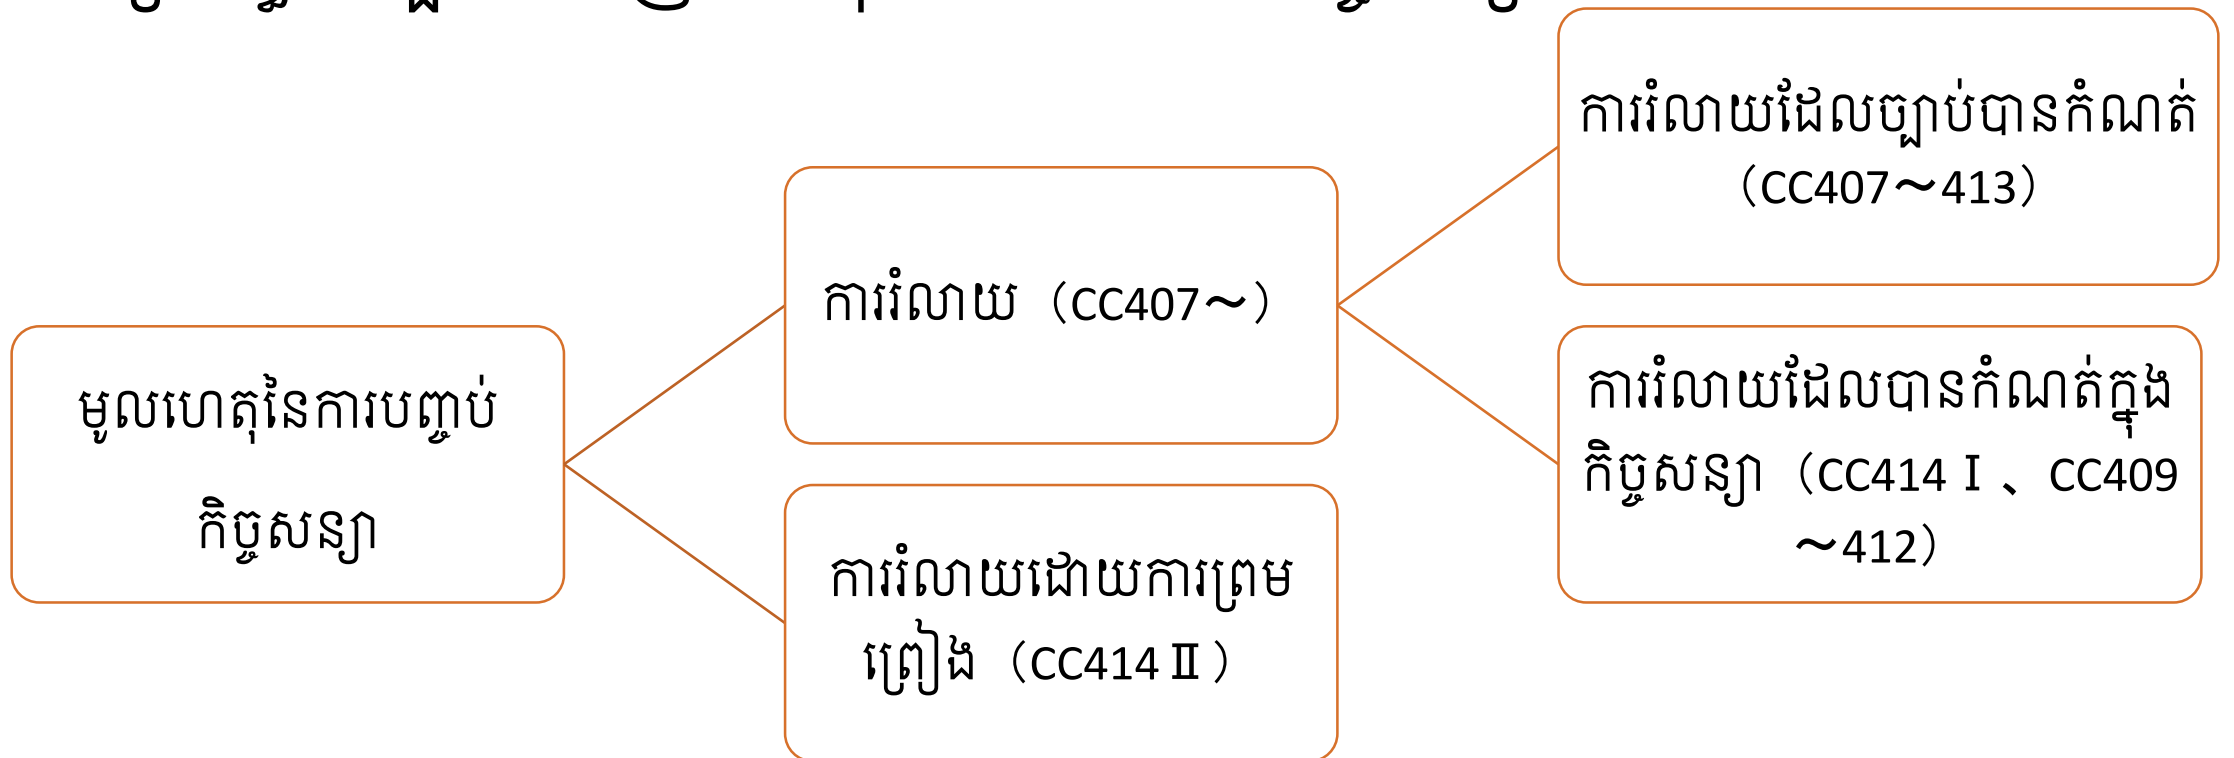 មូលហេតុនៃការបញ្ចប់
កិច្ចសន្យា
ការរំលាយ（CC407～）
ការរំលាយដោយការព្រម
ព្រៀង（CC414Ⅱ）
ការរំលាយដែលច្បាប់បានកំណត់
（CC407～413）
ការរំលាយដែលបានកំណត់ក្នុង
កិច្ចសន្យា（CC414Ⅰ、CC409
～412）